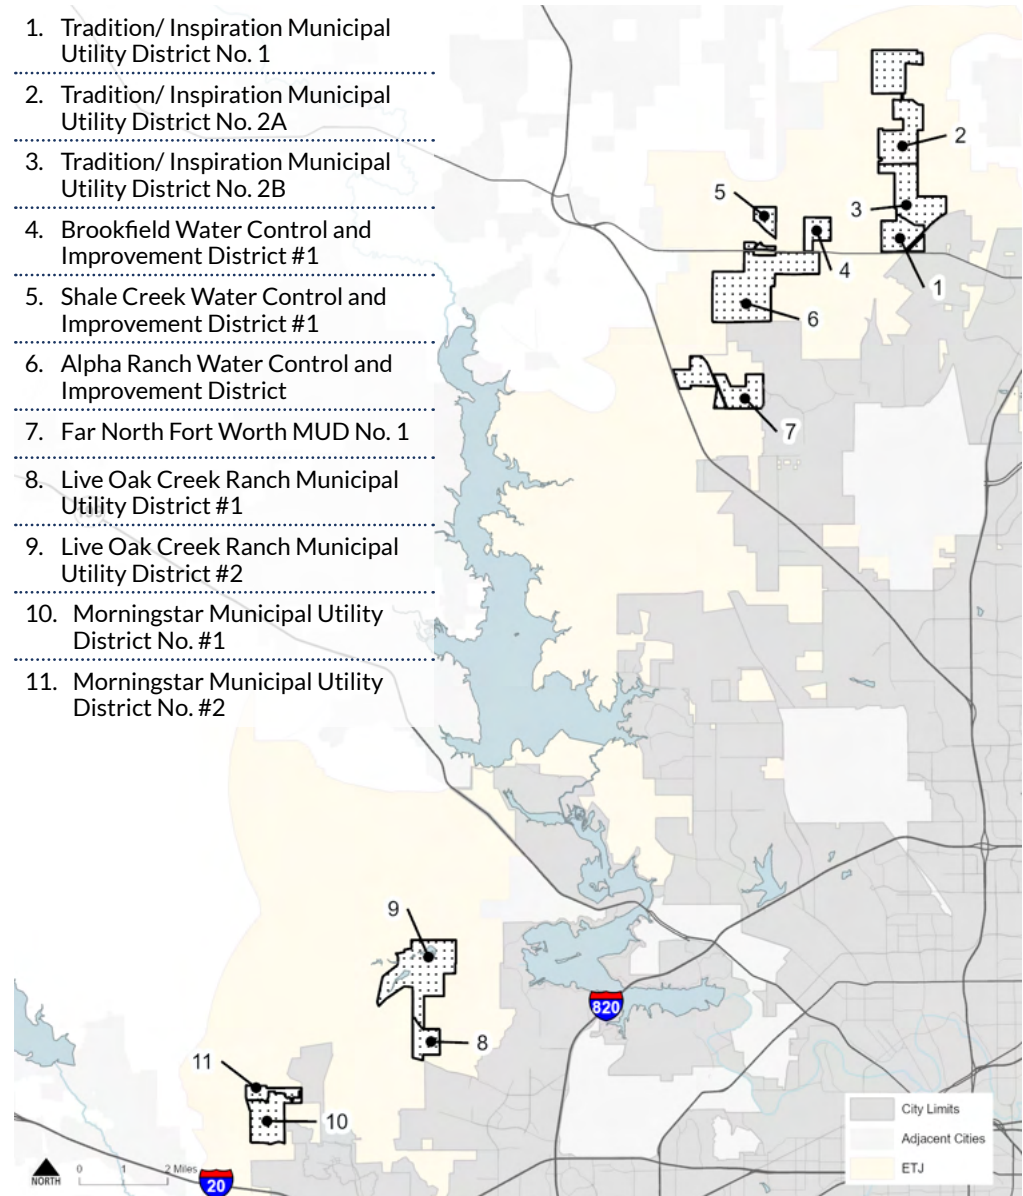 1. Tradition/ Inspiration Municipal
Utility District No. 1
2. Tradition/ Inspiration Municipal
Utility District No. 2A
3. Tradition/ Inspiration Municipal
Utility District No. 2B
4. Brookfield Water Control and
Improvement District #1
5. Shale Creek Water Control and
Improvement District #1
6. Alpha Ranch Water Control and
Improvement District
7. Far North Fort Worth MUD No. 1
8. Live Oak Creek Ranch Municipal
Utility District #1
9. Live Oak Creek Ranch Municipal
Utility District #2
10. Morningstar Municipal Utility
District No. #1
11. Morningstar Municipal Utility
District No. #2
2
5
3
4
1
6
7
9
820
8
11
10
City Limits
Adjacent Cities
ETJ
NORTH
0 1 2 Miles
20